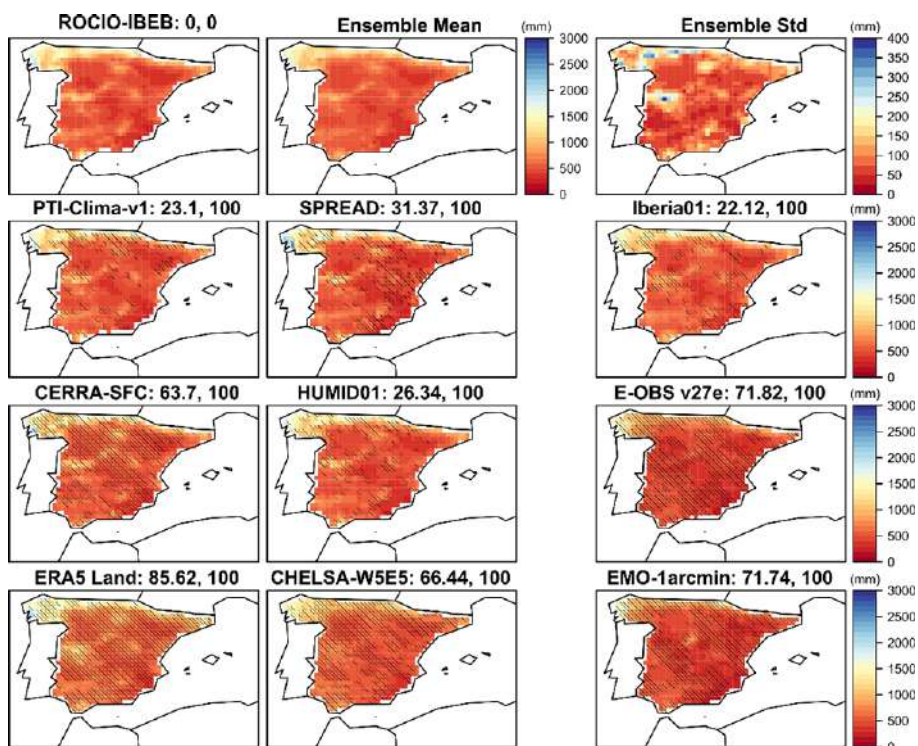 ROCIO-IBEB: 0, 0
Ensemble Mean
(mm)
3000
2500
2000
1500
1000
500
0
Ensemble Std
(mm)
400
350
300
250
200
150
100
50
0
PTI-Clima-v1: 23.1, 100
SPREAD: 31.37, 100
Iberia01: 22.12, 100
(mm)
3000
2500
2000
1500
1000
500
0
CERRA-SFC: 63.7, 100
HUMID01: 26.34, 100
E-OBS v27e: 71.82, 100
(mm)
3000
2500
2000
1500
1000
500
0
ERA5 Land: 85.62, 100
CHELSA-W5E5: 66.44, 100
EMO-1arcmin: 71.74, 100
(mm)
3000
2500
2000
1500
1000
500
0